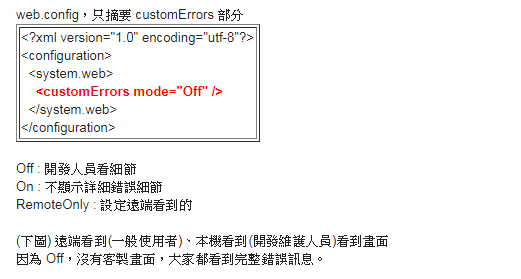 web.config，只摘要 customErrors 部分
<?xml version="1.0" encoding="utf-8"?>
<configuration>
<system.web>
<customErrors mode="Off" />
</system.web>
</configuration>
Off : 開發人員看細節
On : 不顯示詳細錯誤細節
RemoteOnly : 設定遠端看到的
(下圖) 遠端看到(一般使用者)、本機看到(開發維護人員)看到畫面
因為 Off，沒有客製畫面，大家都看到完整錯誤訊息。